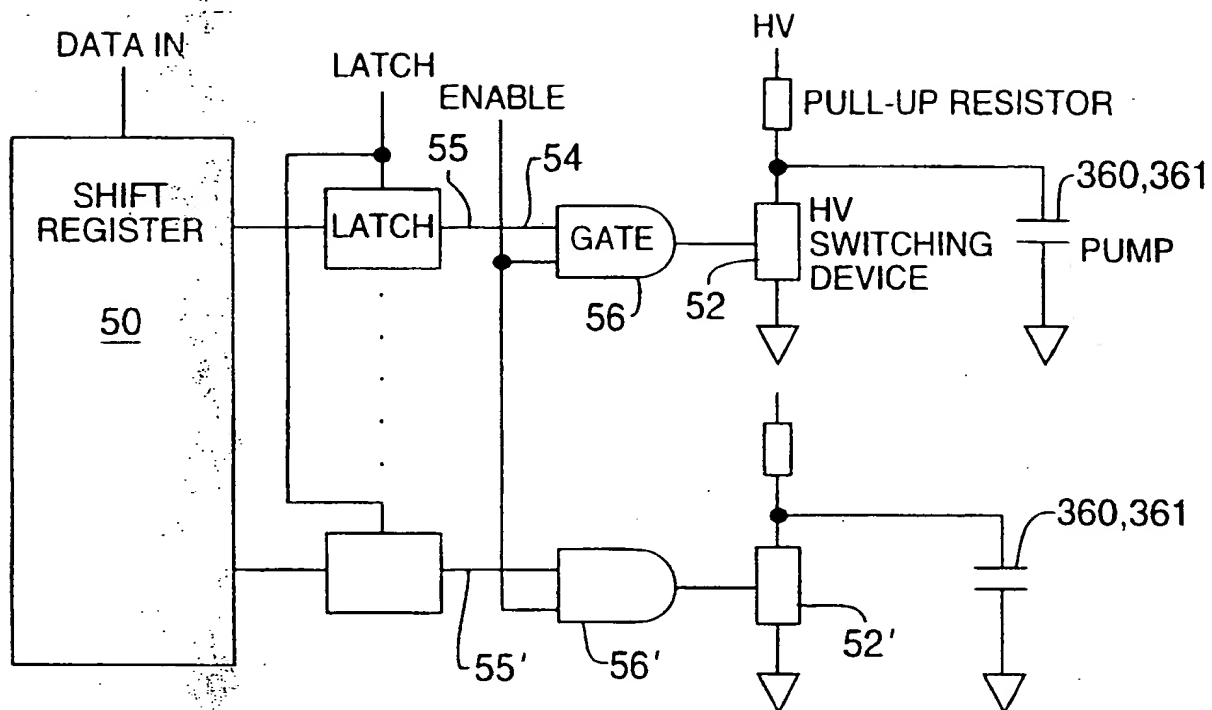 DATA IN
LATCH
ENABLE
HV
PULL-UP RESISTOR
SHIFT
REGISTER
50
LATCH
55
54
GATE
56
HV
SWITCHING
DEVICE
52
360,361
PUMP
55'
56'
52'
360,361